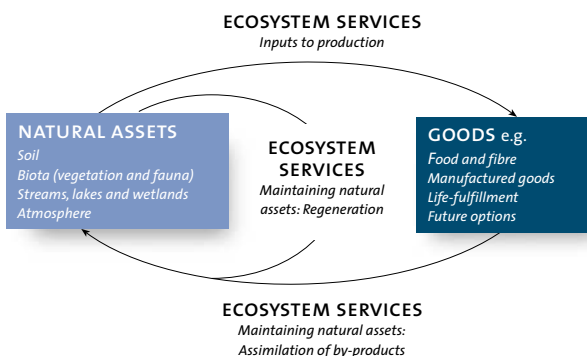 ECOSYSTEM SERVICES
Inputs to production
NATURAL ASSETS
Soil
Biota (vegetation and fauna)
Streams, lakes and wetlands
Atmosphere
ECOSYSTEM
SERVICES
Maintaining natural
assets: Regeneration
GOODS e.g.
Food and fibre
Manufactured goods
Life-fulfillment
Future options
ECOSYSTEM SERVICES
Maintaining natural assets:
Assimilation of by-products